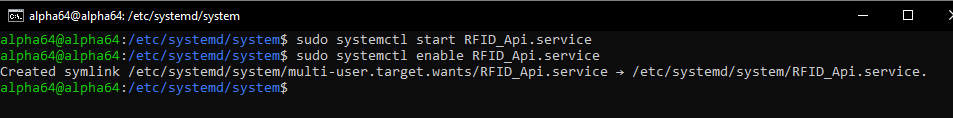 alpha64@alpha64: /etc/systemd/system
alpha64@alpha64:/etc/systemd/system$ sudo systemctl start RFID_Api.service
alpha64@alpha64:/etc/systemd/system$ sudo systemctl enable RFID_Api.service
Created symlink /etc/systemd/system/multi-user.target.wants/RFID_Api.service → /etc/systemd/system/RFID_Api.service.
alpha64@alpha64:/etc/systemd/system$